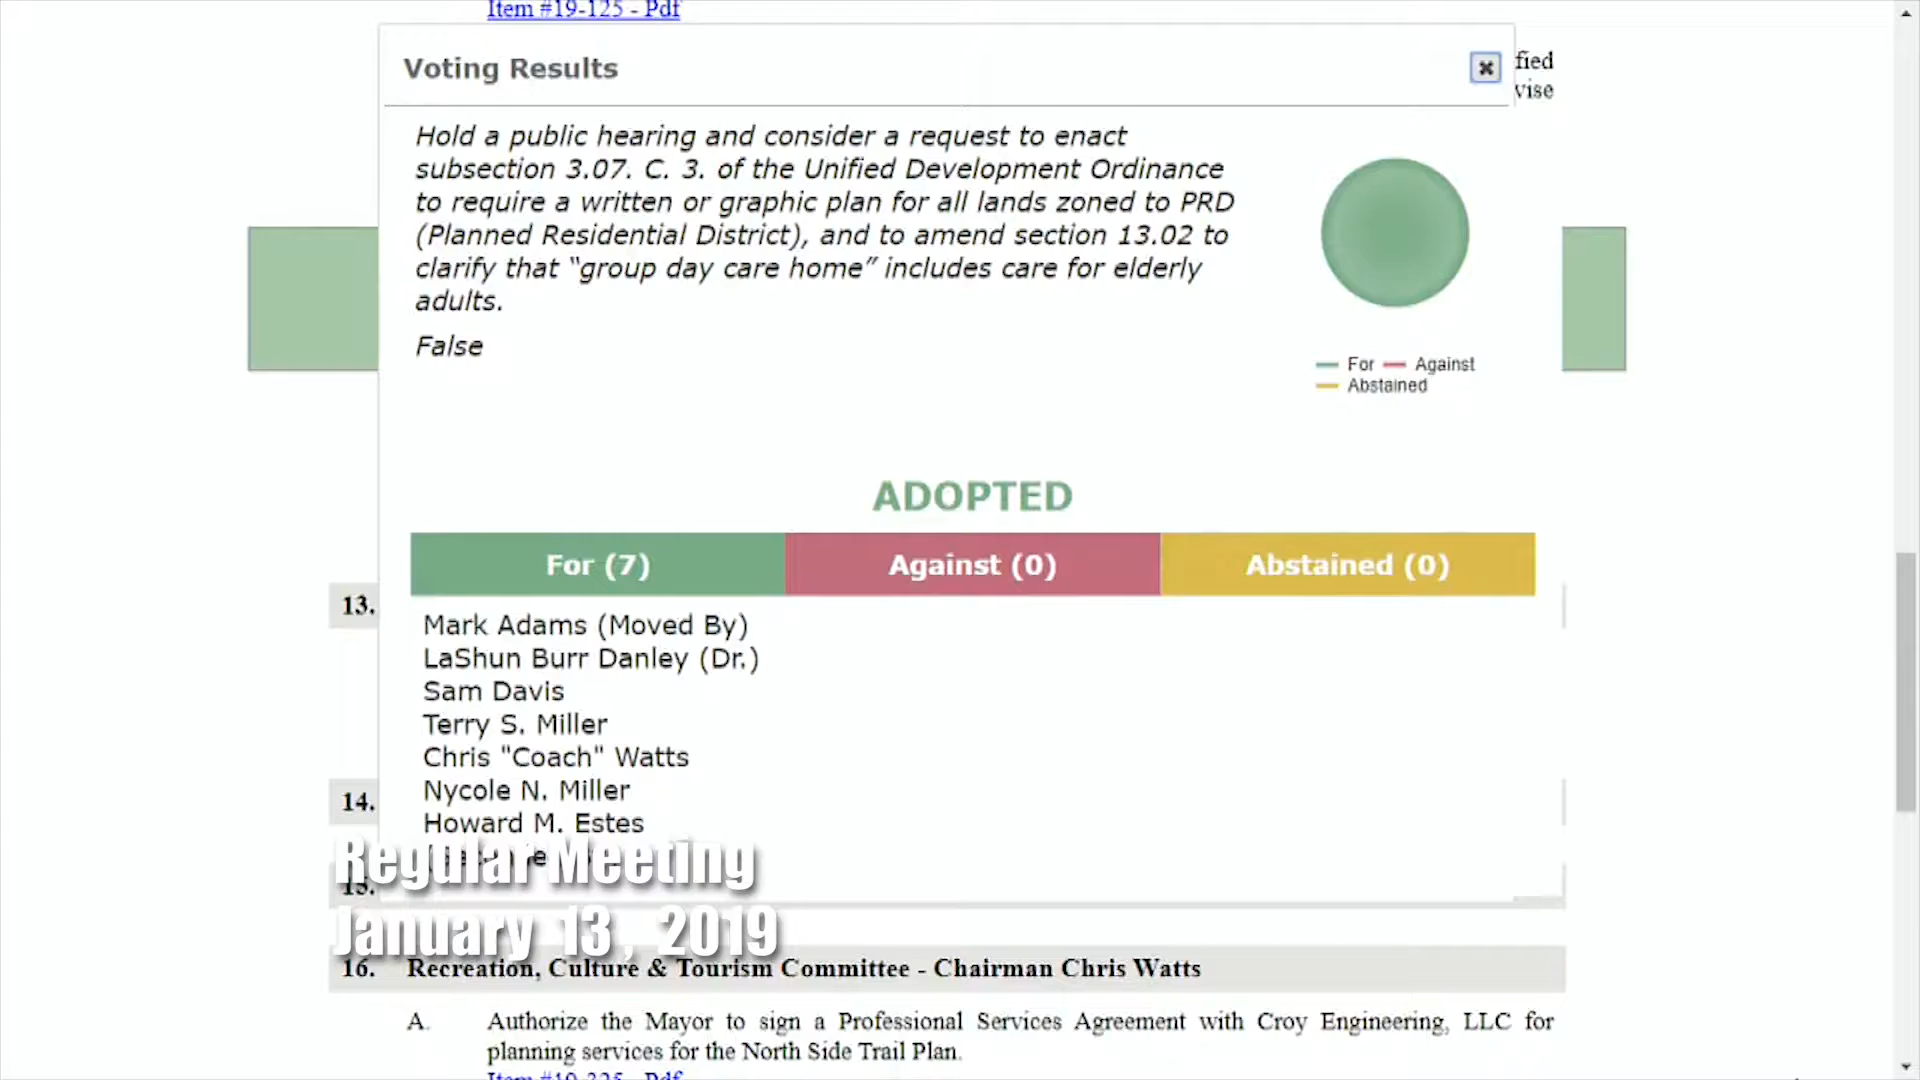 Item #19-125 - Pdf
Voting Results
fied
vise
Hold a public hearing and consider a request to enact
subsection 3.07. C. 3. of the Unified Development Ordinance
to require a written or graphic plan for all lands zoned to PRD
(Planned Residential District), and to amend section 13.02 to
clarify that “group day care home” includes care for elderly
adults.
False
For Against
Abstained
ADOPTED
For (7) Against (0) Abstained (0)
13.
Mark Adams (Moved By)
LaShun Burr Danley (Dr.)
Sam Davis
Terry S. Miller
Chris "Coach" Watts
Nycole N. Miller
14.
Howard M. Estes
Regular Meeting
15.
January 13, 2019
16. Recreation, Culture & Tourism Committee - Chairman Chris Watts
A. Authorize the Mayor to sign a Professional Services Agreement with Croy Engineering, LLC for
planning services for the North Side Trail Plan.
Item #19-325 - Pdf